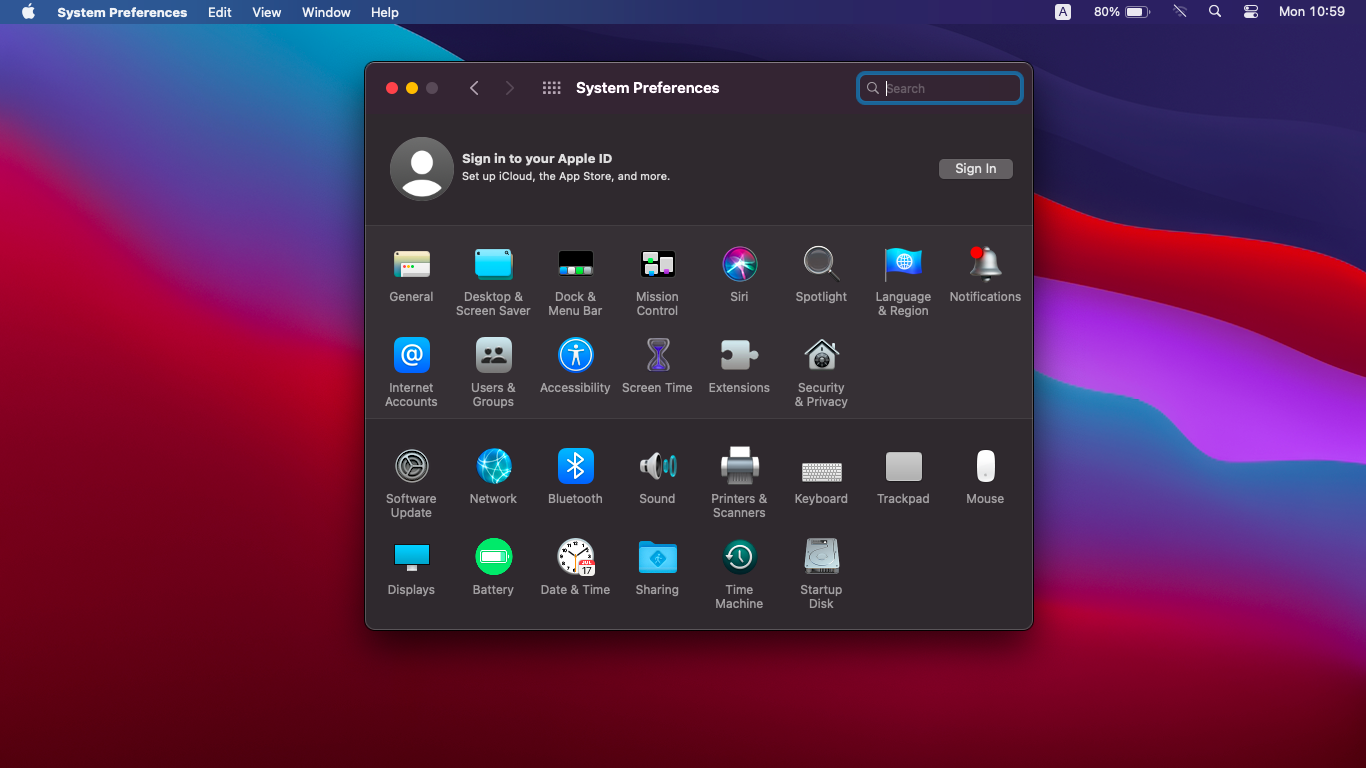 System Preferences Edit View Window Help A 80% Mon 10:59
System Preferences Search
Sign in to your Apple ID
Set up iCloud, the App Store, and more.
Sign In
General
Desktop &
Screen Saver
Dock &
Menu Bar
Mission
Control
Siri
Spotlight
Language
& Region
Notifications
Internet
Accounts
Users &
Groups
Accessibility
Screen Time
Extensions
Security
& Privacy
Software
Update
Network
Bluetooth
Sound
Printers &
Scanners
Keyboard
Trackpad
Mouse
Displays
Battery
JUL
17
Date & Time
Sharing
Time
Machine
Startup
Disk